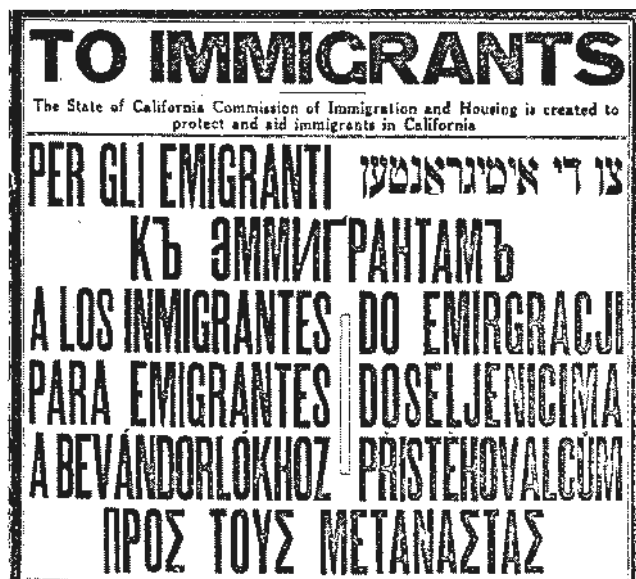 TO IMMIGRANTS
The State of California Commission of Immigration and Housing is created to
protect and aid immigrants in California
PER GLI EMIGRANTI
צו די אימיגראנטען
КЪ ЭММИГРАНТАМЪ
A LOS INMIGRANTES
DO EMIRGRACJI
PARA EMIGRANTES
DOSELJENICIMA
A BEVÁNDORLÓKHOZ
PŘISTĚHOVALCŮM
ΠΡΟΣ ΤΟΥΣ ΜΕΤΑΝΑΣΤΑΣ